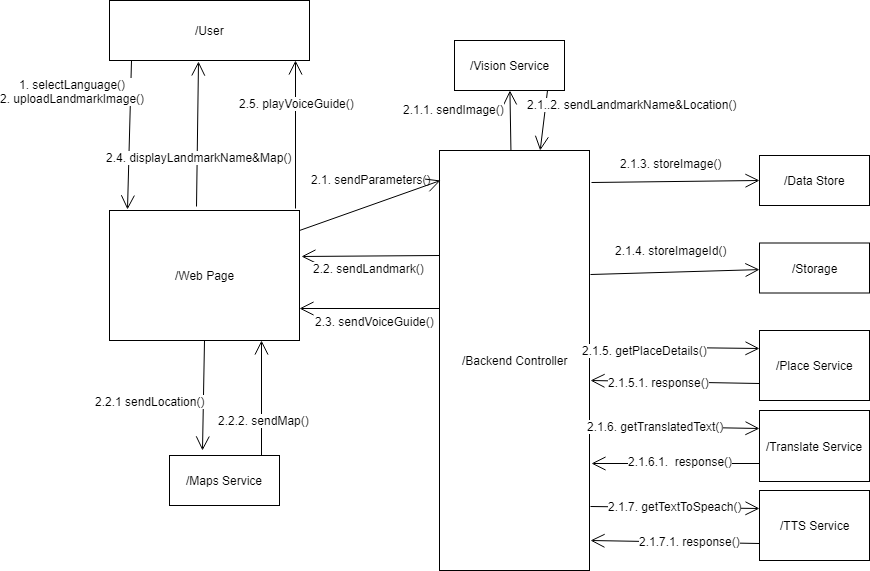 /User
/Vision Service
1. selectLanguage()
2. uploadLandmarkImage()
2.5. playVoiceGuide()
2.1.1. sendImage()
2.1..2. sendLandmarkName&Location()
2.4. displayLandmarkName&Map()
2.1. sendParameters()
2.1.3. storeImage()
/Data Store
2.1.4. storeImageId()
/Web Page
2.2. sendLandmark()
/Storage
2.3. sendVoiceGuide()
/Backend Controller
2.1.5. getPlaceDetails()
/Place Service
2.1.5.1. response()
2.2.1 sendLocation()
2.2.2. sendMap()
2.1.6. getTranslatedText()
/Translate Service
2.1.6.1.  response()
/Maps Service
2.1.7. getTextToSpeach()
/TTS Service
2.1.7.1. response()